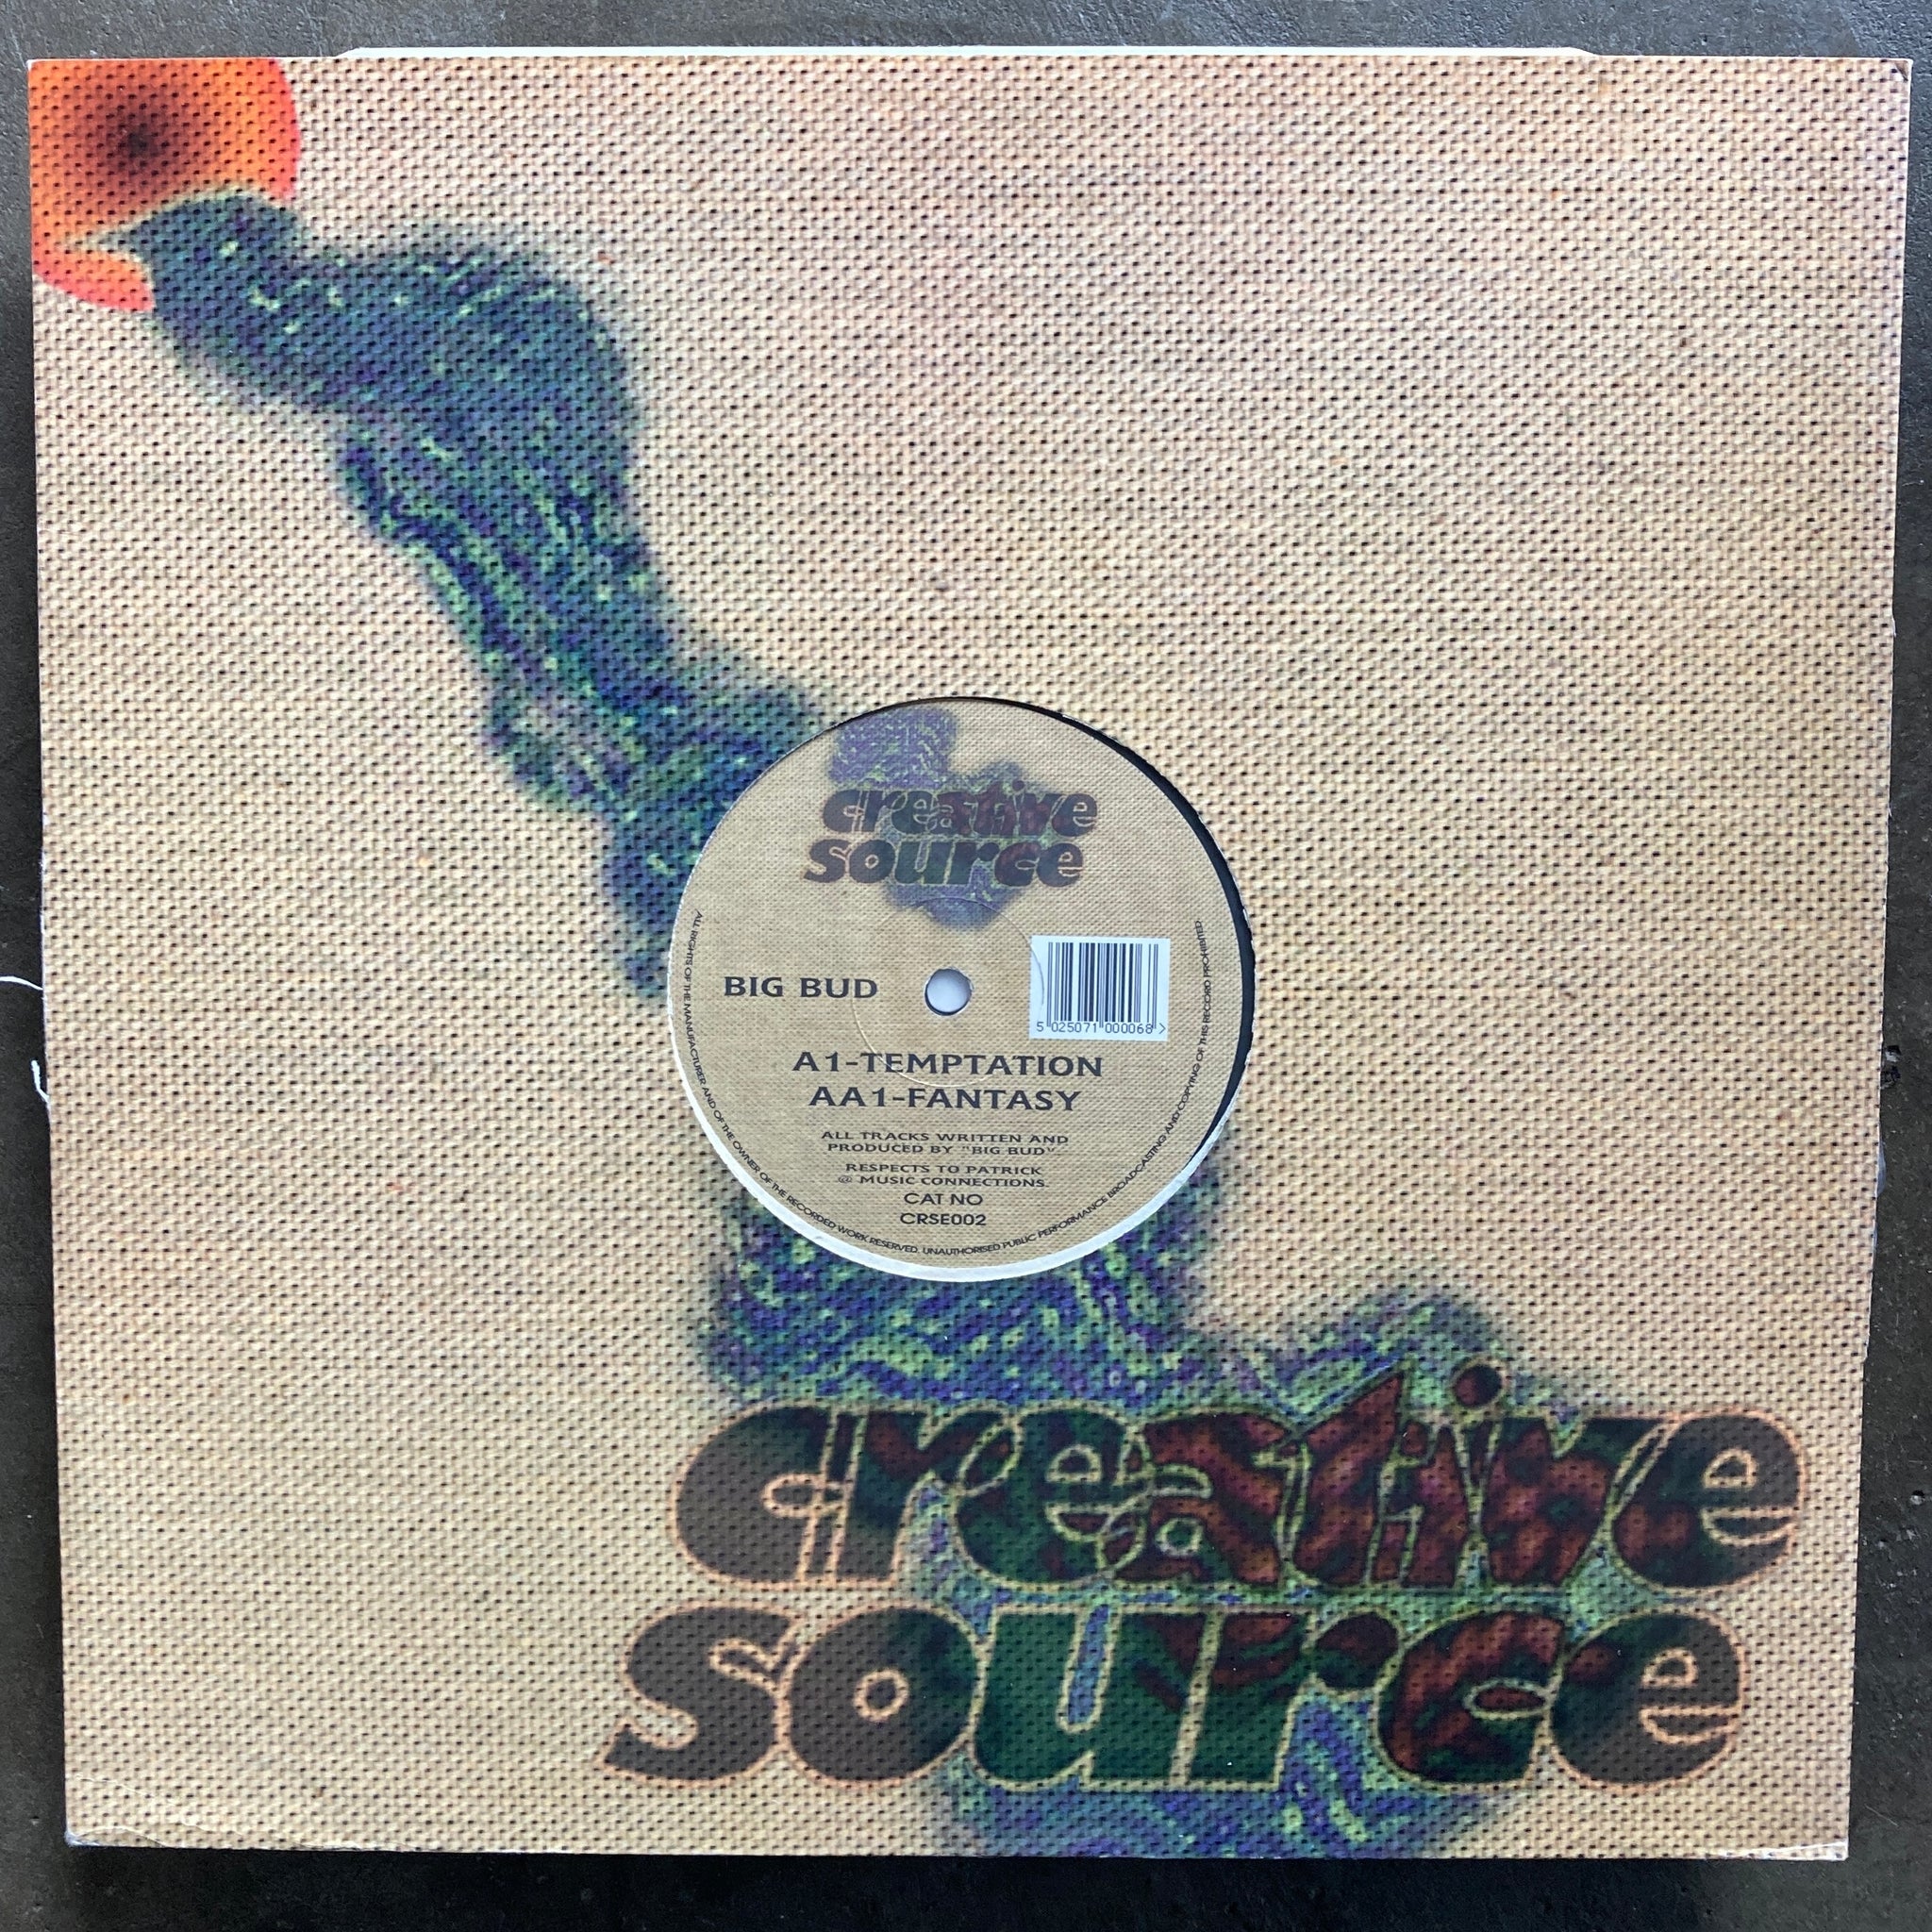 creative
source
BIG BUD
5 025071 000068 >
A1-TEMPTATION
AA1-FANTASY
ALL TRACKS WRITTEN AND
PRODUCED BY "BIG BUD".
RESPECTS TO PATRICK
@ MUSIC CONNECTIONS.
CAT NO
CRSE002
ALL RIGHTS OF THE MANUFACTURER AND OF THE OWNER OF THE RECORDED WORK RESERVED. UNAUTHORISED PUBLIC PERFORMANCE BROADCASTING AND COPYING OF THIS RECORD PROHIBITED
creative
source